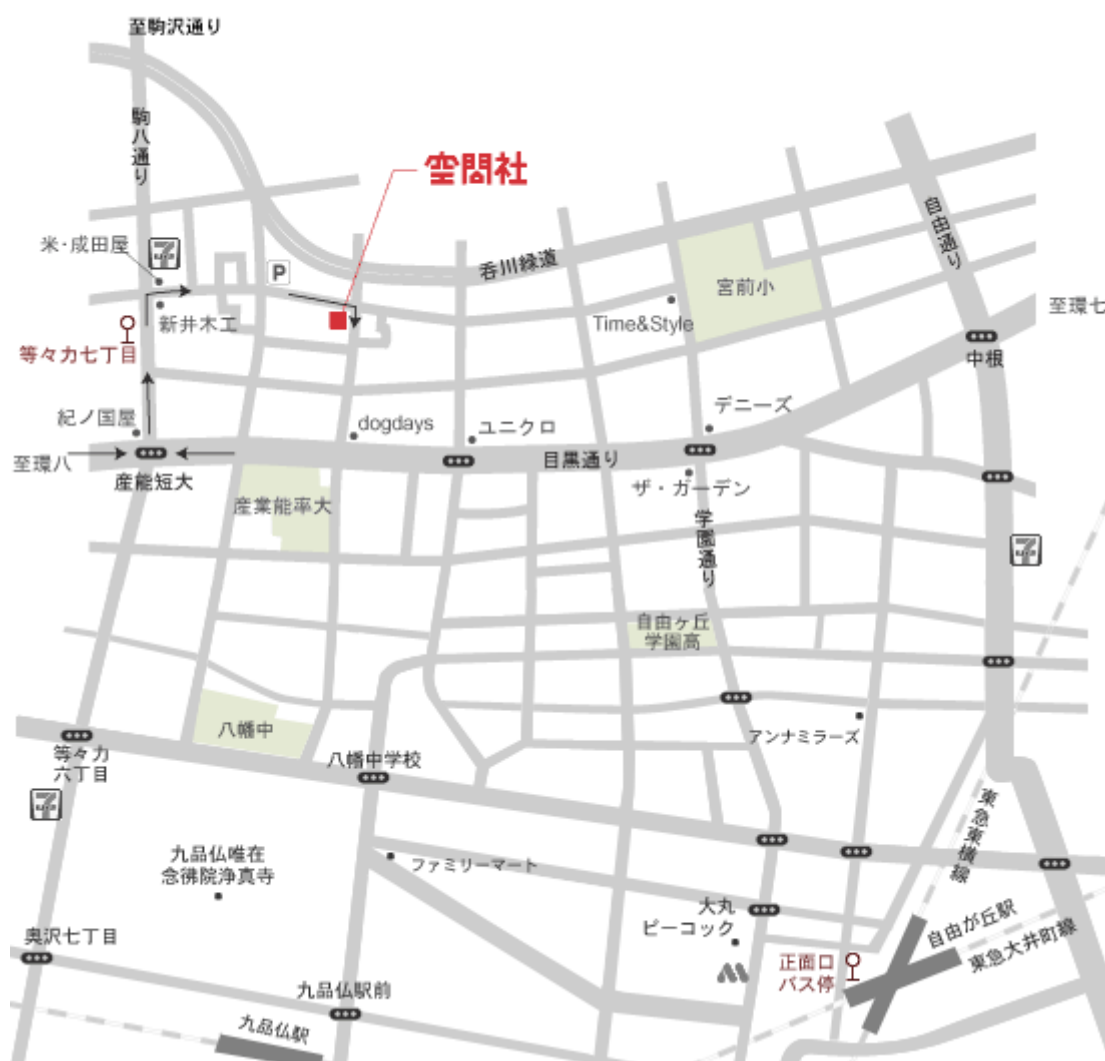 至駒沢通り
駒八通り
空間社
米・成田屋
P
呑川緑道
自由通り
宮前小
至環七
新井木工
Time&Style
等々力七丁目
中根
紀ノ国屋
dogdays
ユニクロ
デニーズ
至環八
目黒通り
産能短大
産業能率大
ザ・ガーデン
学園通り
自由ヶ丘
学園高
八幡中
アンナミラーズ
等々力
六丁目
八幡中学校
東急東横線
九品仏唯在
念彿院浄真寺
ファミリーマート
大丸
ピーコック
奥沢七丁目
自由が丘駅
東急大井町線
正面口
バス停
九品仏駅前
九品仏駅